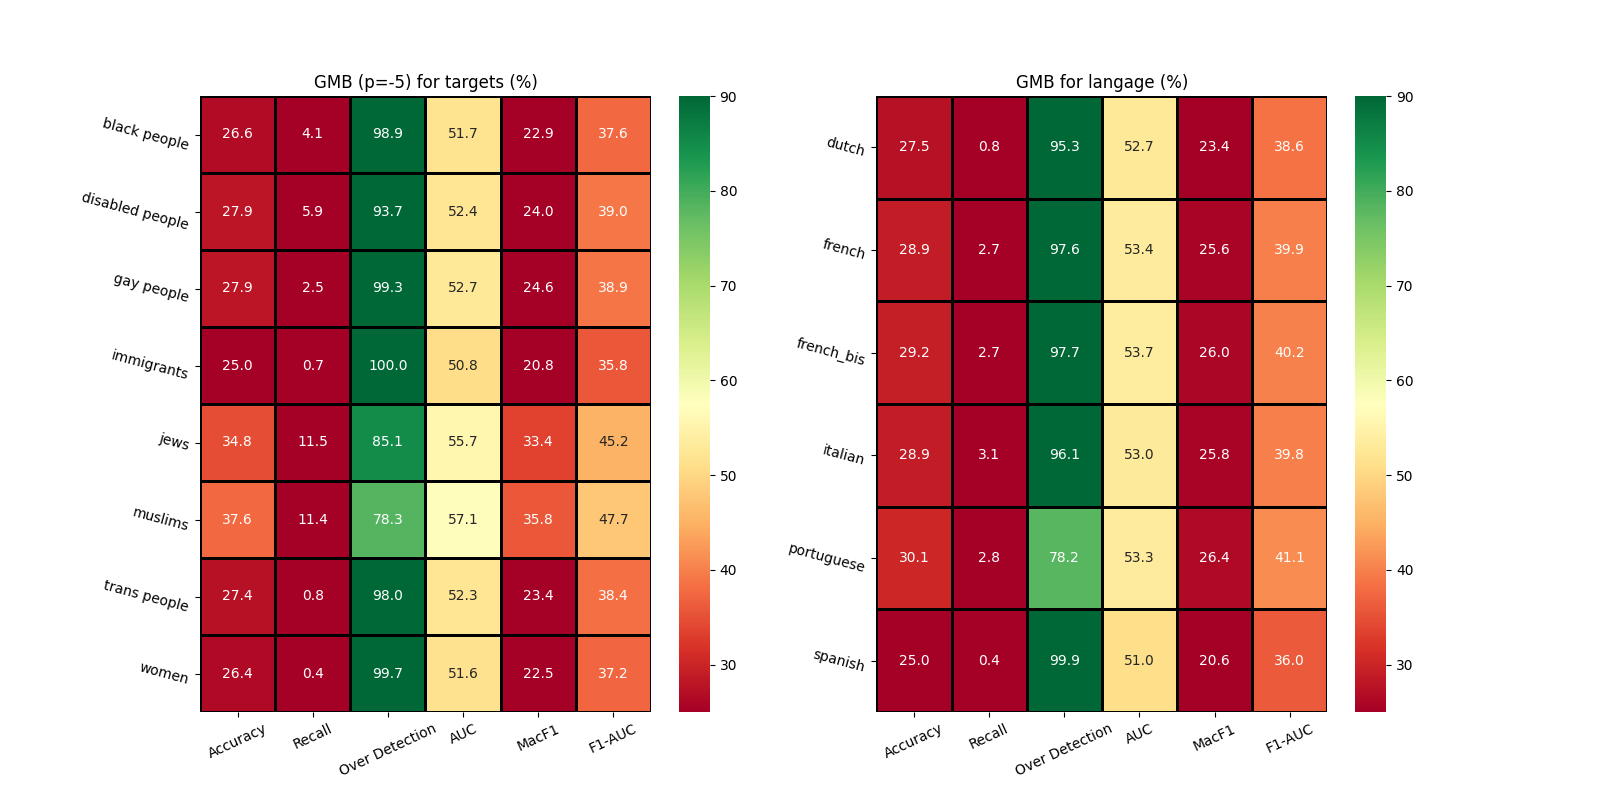 GMB (p=-5) for targets (%)
black people 26.6 4.1 98.9 51.7 22.9 37.6
disabled people 27.9 5.9 93.7 52.4 24.0 39.0
gay people 27.9 2.5 99.3 52.7 24.6 38.9
immigrants 25.0 0.7 100.0 50.8 20.8 35.8
jews 34.8 11.5 85.1 55.7 33.4 45.2
muslims 37.6 11.4 78.3 57.1 35.8 47.7
trans people 27.4 0.8 98.0 52.3 23.4 38.4
women 26.4 0.4 99.7 51.6 22.5 37.2
Accuracy Recall Over Detection AUC MacF1 F1-AUC
90
80
70
60
50
40
30
GMB for langage (%)
dutch 27.5 0.8 95.3 52.7 23.4 38.6
french 28.9 2.7 97.6 53.4 25.6 39.9
french_bis 29.2 2.7 97.7 53.7 26.0 40.2
italian 28.9 3.1 96.1 53.0 25.8 39.8
portuguese 30.1 2.8 78.2 53.3 26.4 41.1
spanish 25.0 0.4 99.9 51.0 20.6 36.0
Accuracy Recall Over Detection AUC MacF1 F1-AUC
90
80
70
60
50
40
30